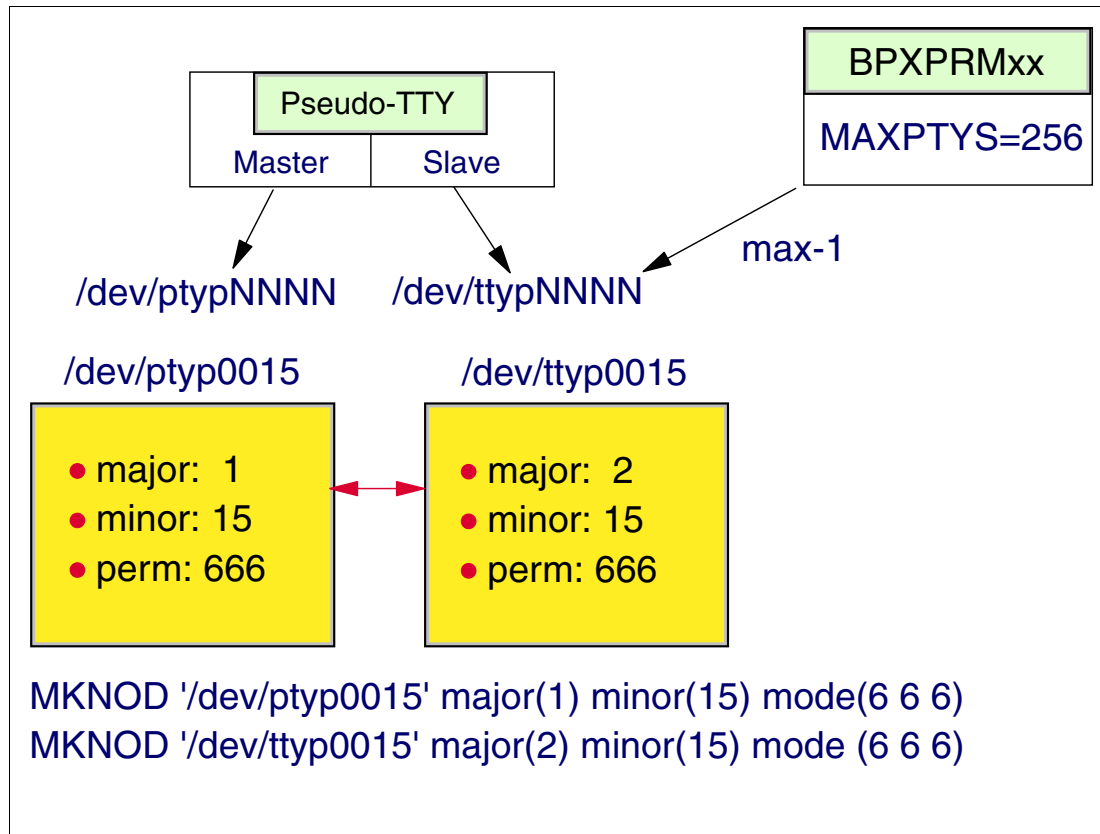 BPXPRMxx
MAXPTYS=256
Pseudo-TTY
Master
Slave
max-1
/dev/ptypNNNN
/dev/ttypNNNN
/dev/ptyp0015
/dev/ttyp0015
• major: 1
• minor: 15
• perm: 666
• major: 2
• minor: 15
• perm: 666
MKNOD '/dev/ptyp0015' major(1) minor(15) mode(6 6 6)
MKNOD '/dev/ttyp0015' major(2) minor(15) mode (6 6 6)